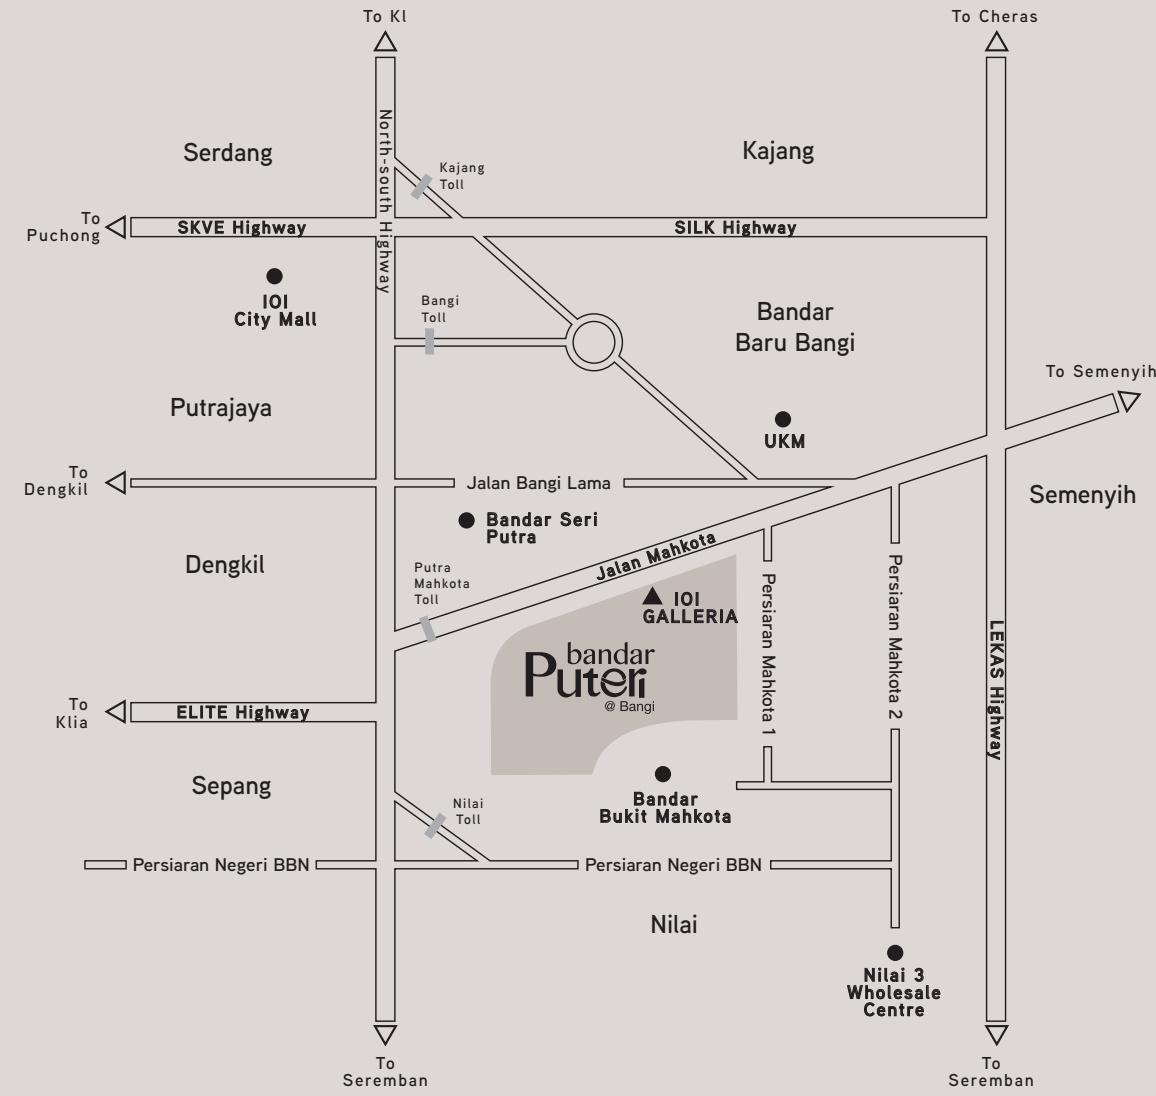 To Kl
To Cheras
North-south Highway
Serdang
Kajang
Kajang
Toll
To
Puchong
SKVE Highway
SILK Highway
IOI
City Mall
Bangi
Toll
Bandar
Baru Bangi
To Semenyih
Putrajaya
UKM
To
Dengkil
Jalan Bangi Lama
Semenyih
Bandar Seri
Putra
Jalan Mahkota
Dengkil
Putra
Mahkota
Toll
IOI
GALLERIA
Persiaran Mahkota 1
Persiaran Mahkota 2
LEKAS Highway
bandar
Puteri
@ Bangi
To
Klia
ELITE Highway
Sepang
Bandar
Bukit Mahkota
Nilai
Toll
Persiaran Negeri BBN
Persiaran Negeri BBN
Nilai
Nilai 3
Wholesale
Centre
To
Seremban
To
Seremban